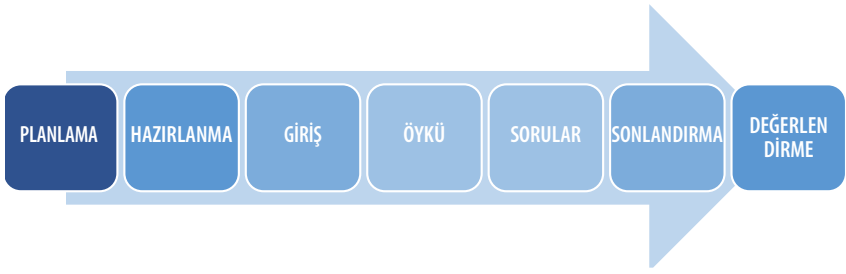 PLANLAMA
HAZIRLANMA
GİRİŞ
ÖYKÜ
SORULAR
SONLANDIRMA
DEĞERLEN
DİRME